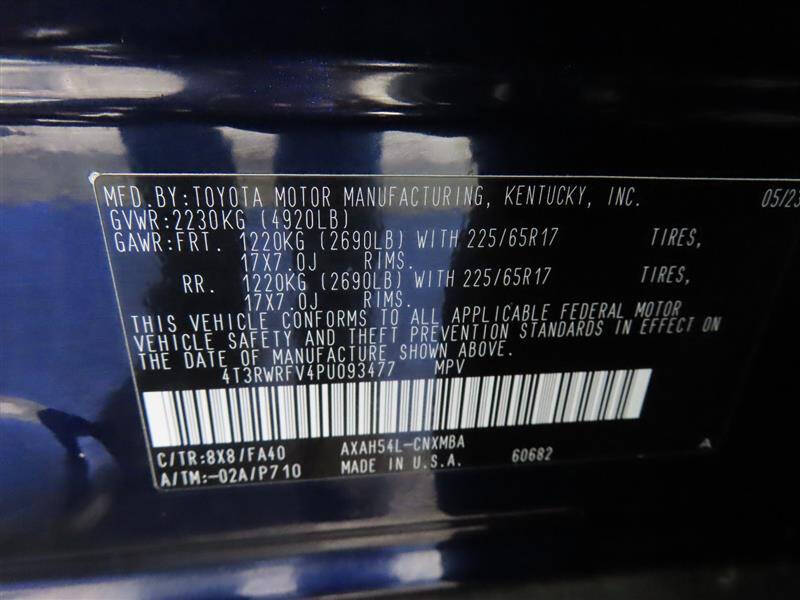 MFD.BY:TOYOTA MOTOR MANUFACTURING, KENTUCKY, INC. 05/23
GVWR:2230KG (4920LB)
GAWR:FRT. 1220KG (2690LB) WITH 225/65R17 TIRES,
17X7.0J RIMS.
RR. 1220KG (2690LB) WITH 225/65R17 TIRES,
17X7.0J RIMS.
THIS VEHICLE CONFORMS TO ALL APPLICABLE FEDERAL MOTOR
VEHICLE SAFETY AND THEFT PREVENTION STANDARDS IN EFFECT ON
THE DATE OF MANUFACTURE SHOWN ABOVE.
4T3RWRFV4PU093477 MPV
C/TR:8X8/FA40 AXAH54L-CNXMBA
A/TM:-02A/P710 MADE IN U.S.A. 60682 A